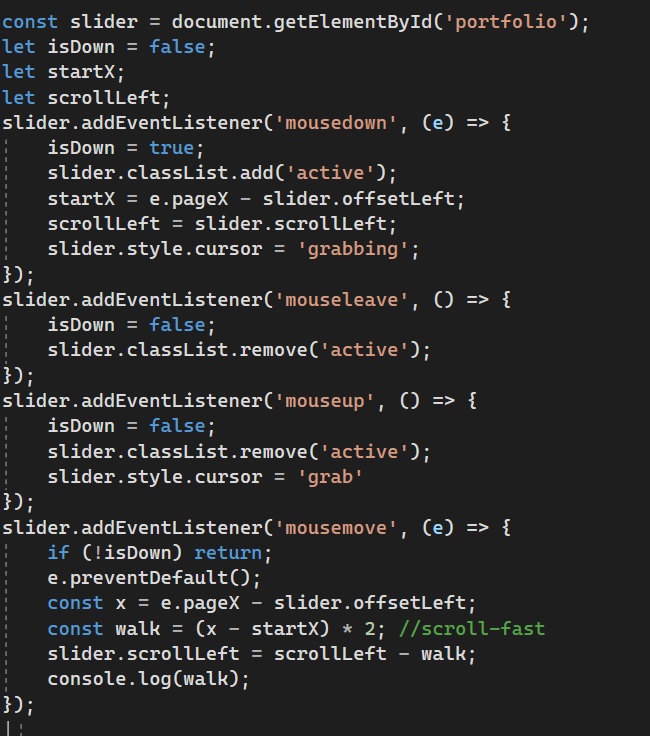 const slider = document.getElementById('portfolio');
let isDown = false;
let startX;
let scrollLeft;
slider.addEventListener('mousedown', (e) => {
    isDown = true;
    slider.classList.add('active');
    startX = e.pageX - slider.offsetLeft;
    scrollLeft = slider.scrollLeft;
    slider.style.cursor = 'grabbing';
});
slider.addEventListener('mouseleave', () => {
    isDown = false;
    slider.classList.remove('active');
});
slider.addEventListener('mouseup', () => {
    isDown = false;
    slider.classList.remove('active');
    slider.style.cursor = 'grab'
});
slider.addEventListener('mousemove', (e) => {
    if (!isDown) return;
    e.preventDefault();
    const x = e.pageX - slider.offsetLeft;
    const walk = (x - startX) * 2; //scroll-fast
    slider.scrollLeft = scrollLeft - walk;
    console.log(walk);
});